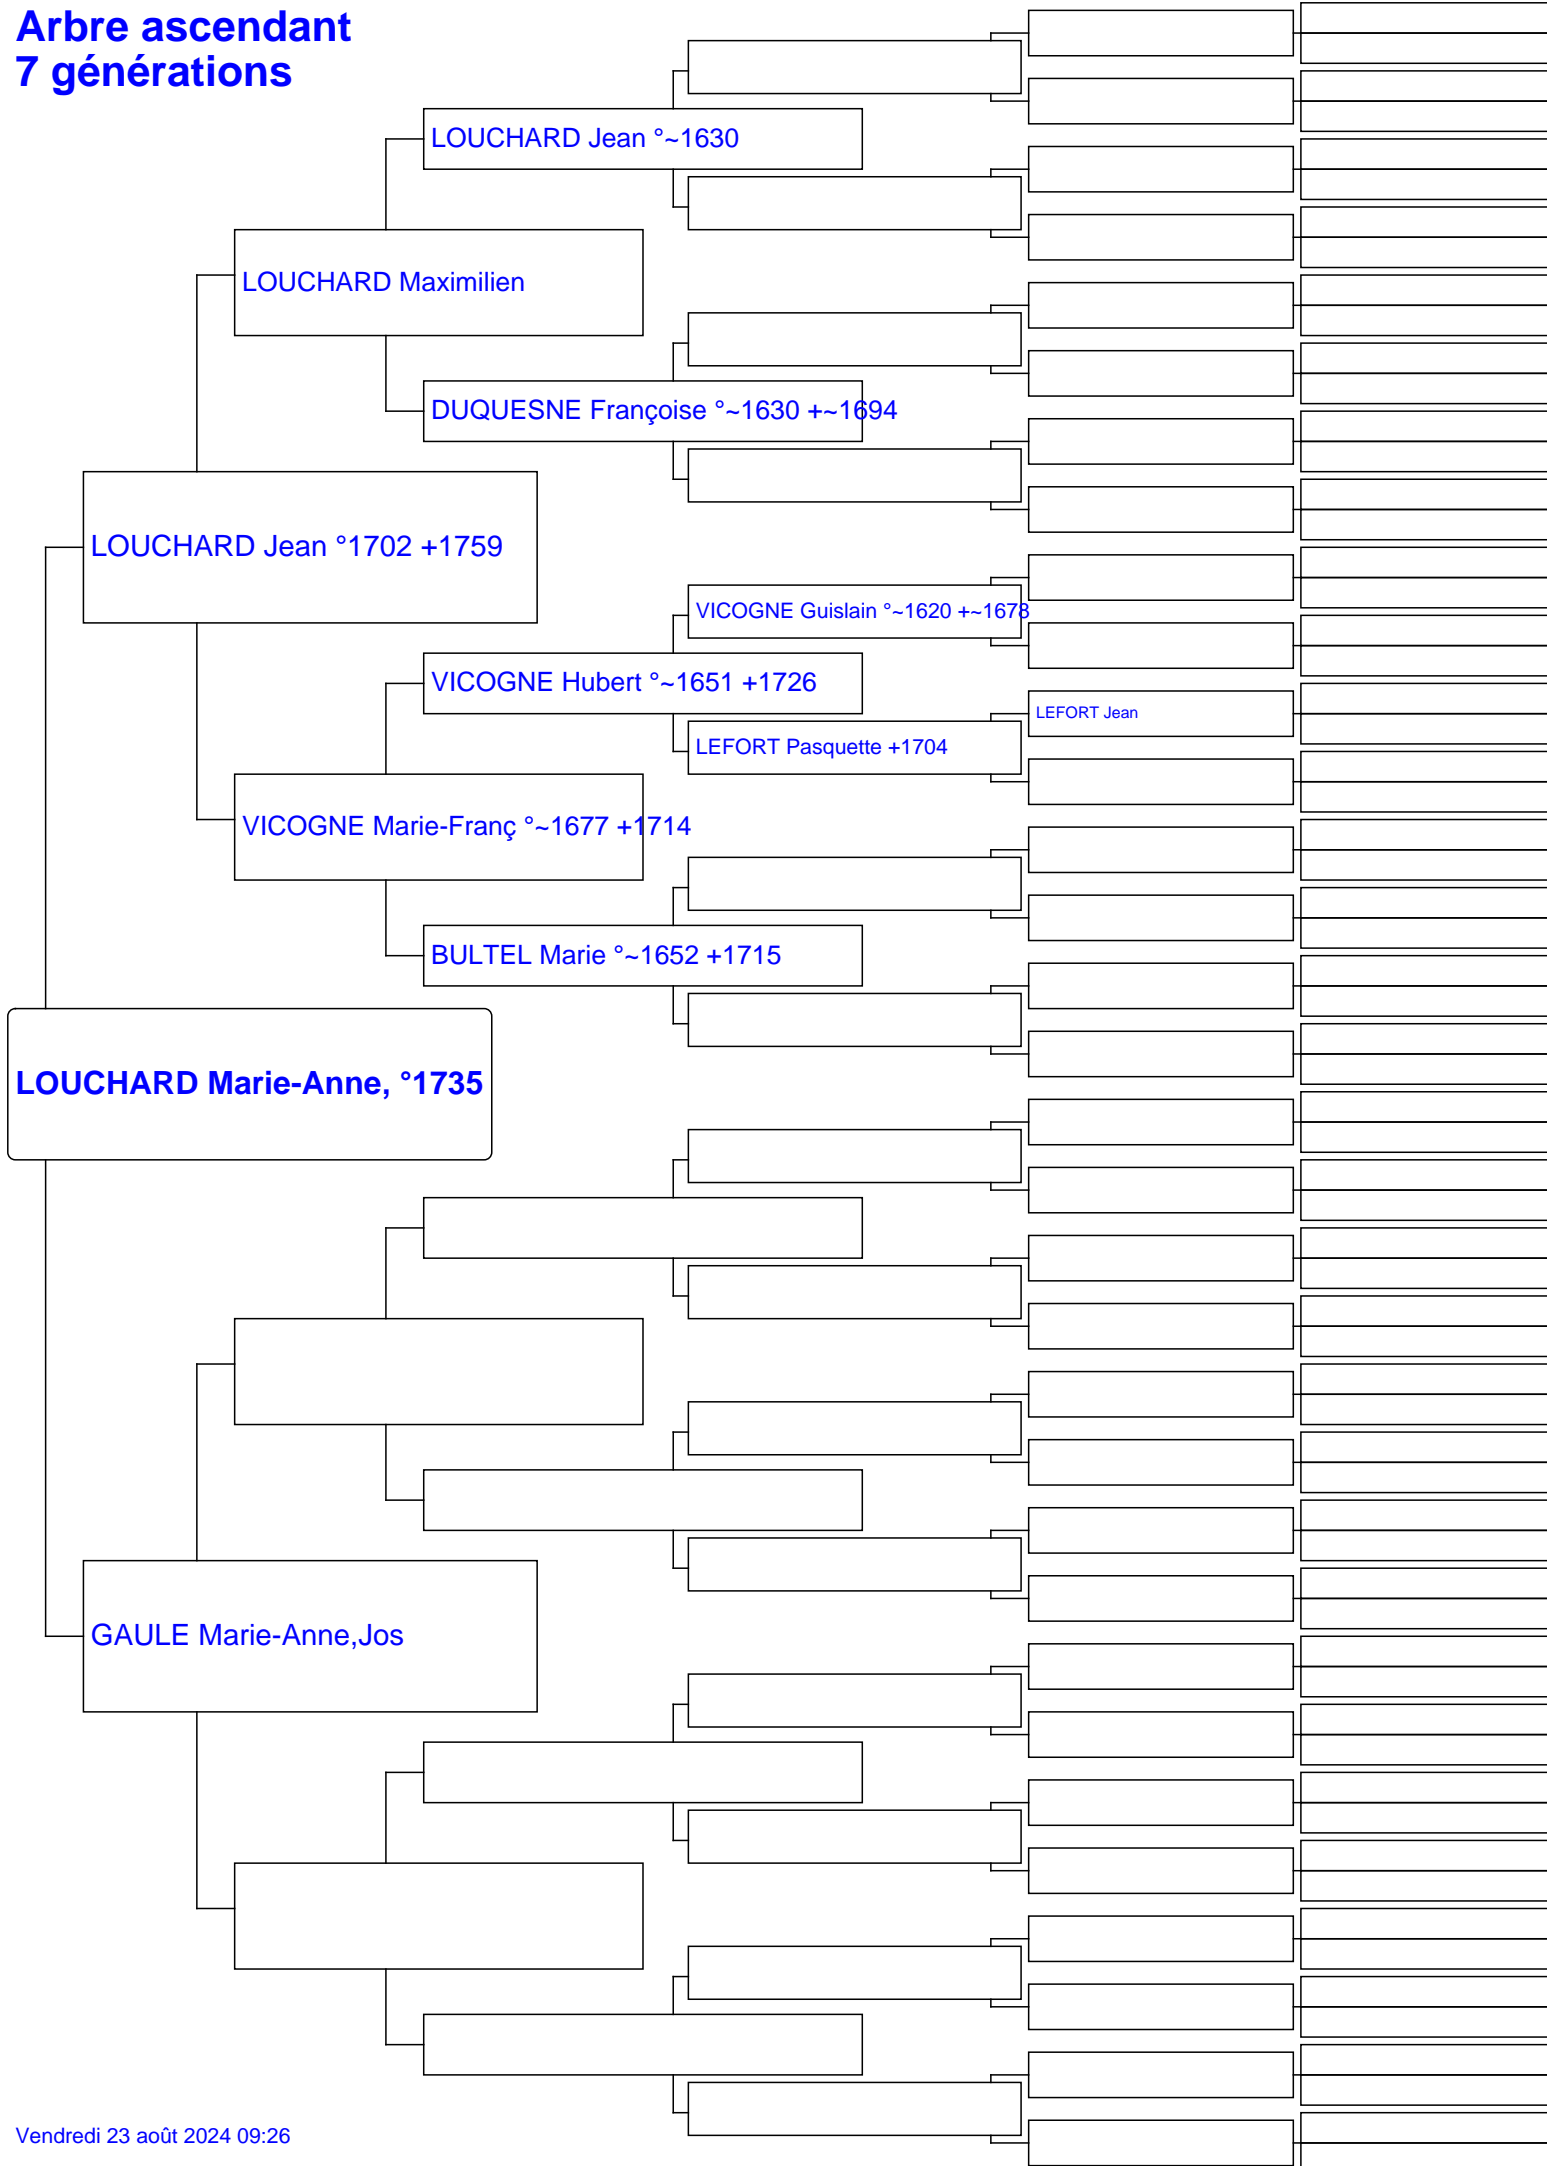 Arbre ascendant
7 générations
LOUCHARD Jean °~1630
LOUCHARD Maximilien
DUQUESNE Françoise °~1630 +~1694
LOUCHARD Jean °1702 +1759
VICOGNE Guislain °~1620 +~1678
VICOGNE Hubert °~1651 +1726
LEFORT Jean
LEFORT Pasquette +1704
VICOGNE Marie-Franç °~1677 +1714
BULTEL Marie °~1652 +1715
LOUCHARD Marie-Anne, °1735
GAULE Marie-Anne,Jos
Vendredi 23 août 2024 09:26